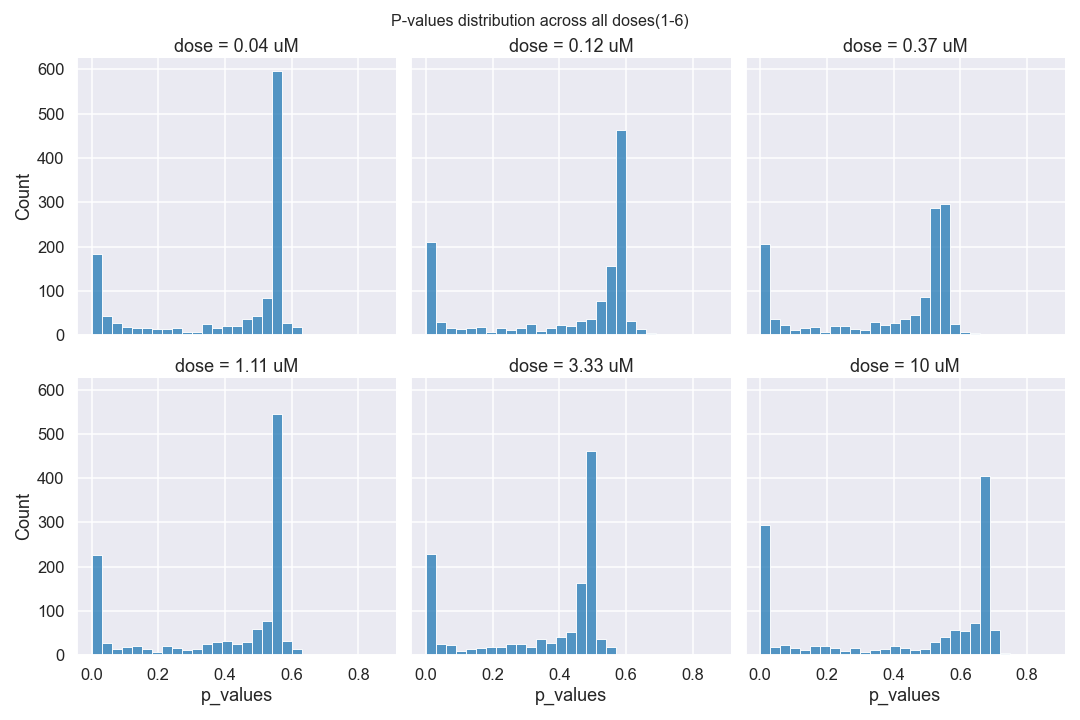 P-values distribution across all doses(1-6)
dose = 0.04 uM
dose = 0.12 uM
dose = 0.37 uM
600
500
400
300
200
100
0
Count
dose = 1.11 uM
dose = 3.33 uM
dose = 10 uM
600
500
400
300
200
100
0
Count
0.0 0.2 0.4 0.6 0.8
0.0 0.2 0.4 0.6 0.8
0.0 0.2 0.4 0.6 0.8
p_values
p_values
p_values